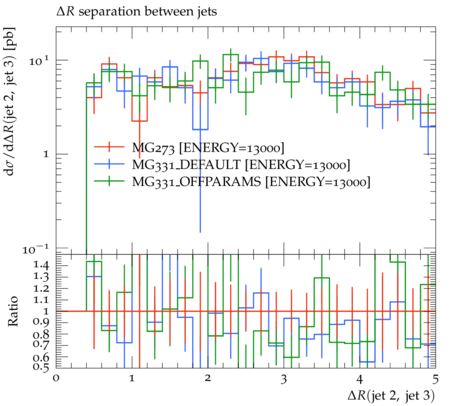 ΔR separation between jets
dσ/dΔR(jet 2, jet 3) [pb]
10¹
1
10⁻¹
MG273 [ENERGY=13000]
MG331_DEFAULT [ENERGY=13000]
MG331_OFFPARAMS [ENERGY=13000]
Ratio
1.4
1.3
1.2
1.1
1
0.9
0.8
0.7
0.6
0.5
0 1 2 3 4 5
ΔR(jet 2, jet 3)